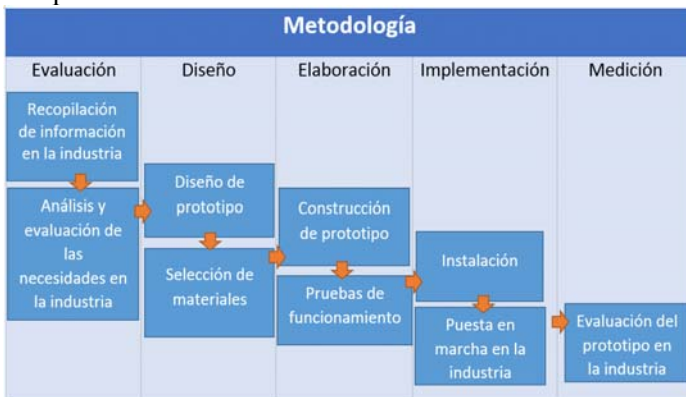 Metodología
Evaluación
Diseño
Elaboración
Implementación
Medición
Recopilación
de información
en la industria
Análisis y
evaluación de
las
necesidades en
la industria
Diseño de
prototipo
Selección de
materiales
Construcción
de prototipo
Pruebas de
funcionamiento
Instalación
Puesta en
marcha en la
industria
Evaluación del
prototipo en
la industria